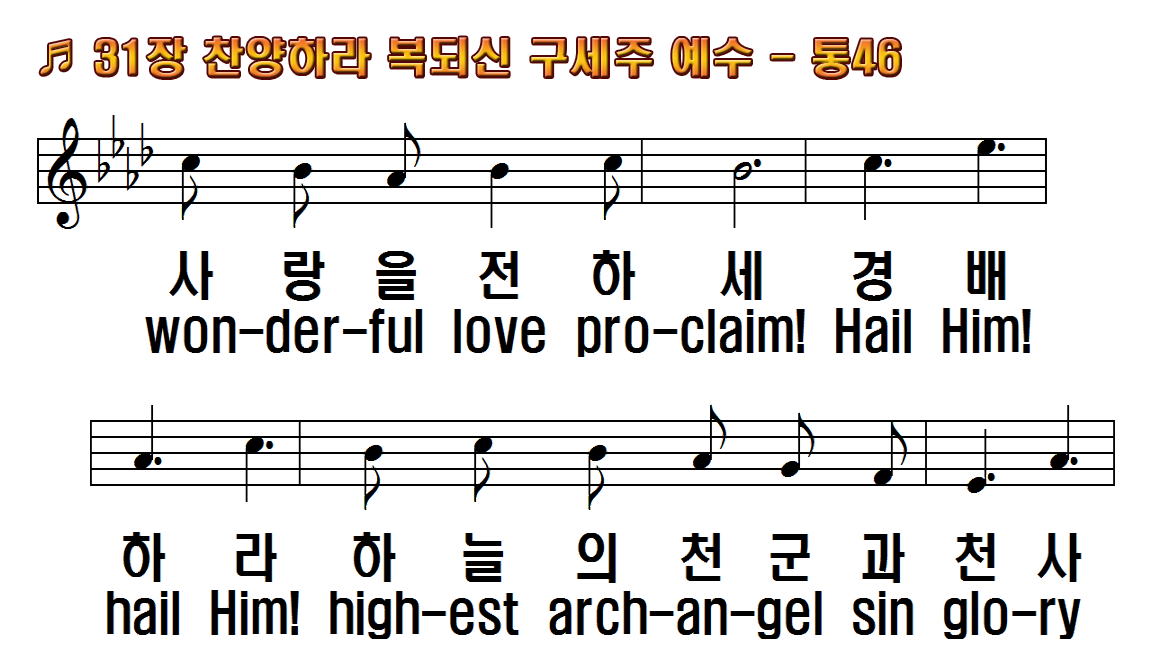 ♬ 31장 찬양하라 복되신 구세주 예수 - 통46
사 랑 을 전 하 세 경 배
won-der-ful love pro-claim! Hail Him!
하 라 하 늘 의 천 군 과 천 사
hail Him! high-est arch-an-gel sin glo-ry